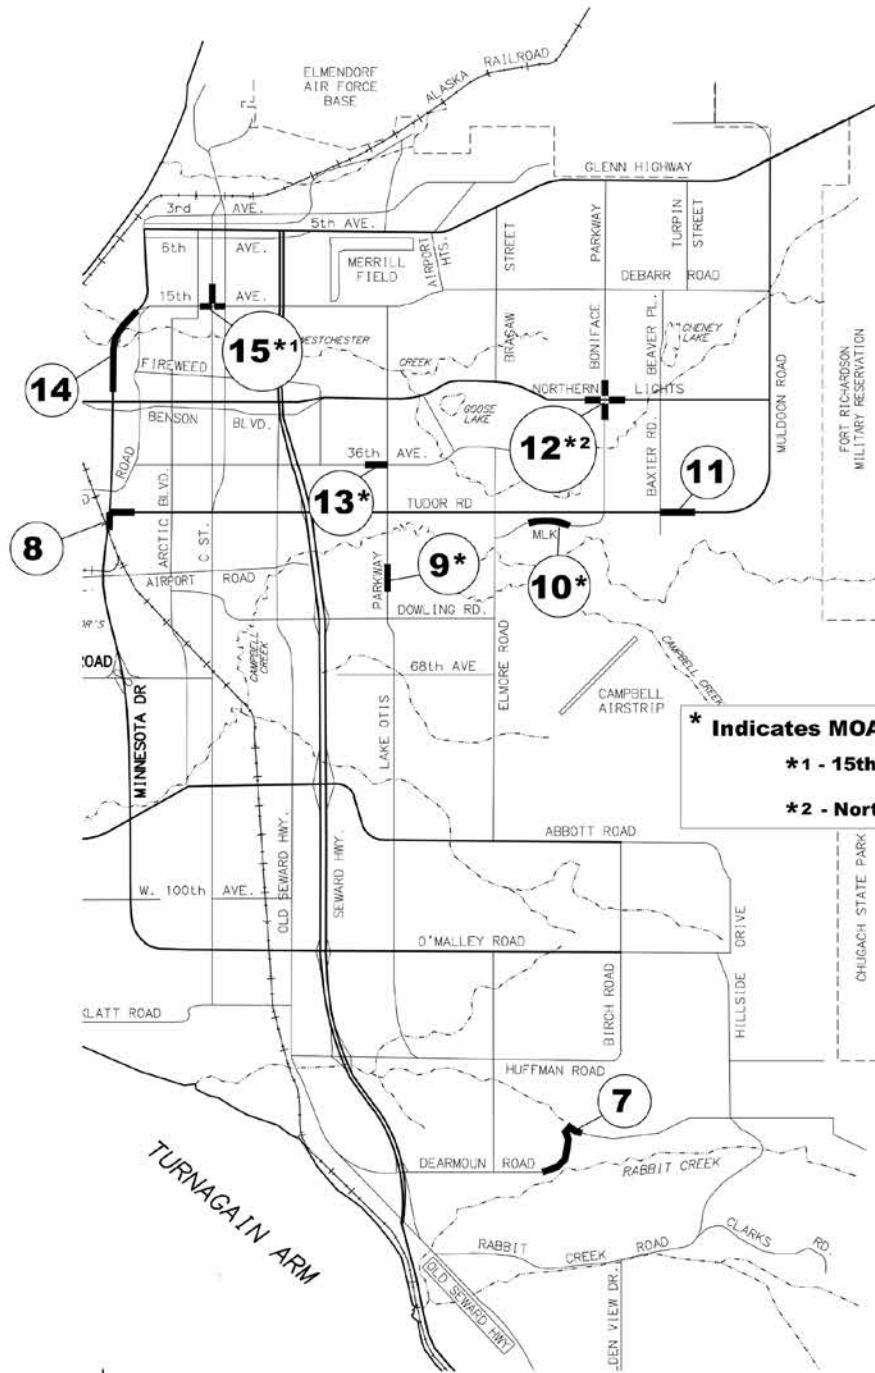 ELMENDORF
AIR FORCE
BASE
ALASKA RAILROAD
GLENN HIGHWAY
3rd AVE.
5th AVE.
6th AVE.
MERRILL
FIELD
AIRPORT
HTS.
BRAGAW STREET
BONIFACE PARKWAY
TURPIN
STREET
DEBARR ROAD
15th AVE.
15*1
WESTCHESTER CREEK
BEAVER PL.
CHENEY
LAKE
MULDOON ROAD
FORT RICHARDSON
MILITARY RESERVATION
14
FIREWEED
NORTHERN LIGHTS
BENSON BLVD.
GOOSE
LAKE
12*2
ROAD
36th AVE.
13*
BAXTER RD.
11
ARCTIC BLVD.
C ST.
TUDOR RD
8
MLK
9*
10*
AIRPORT ROAD
PARKWAY
DOWLING RD.
OR'S
ROAD
CAMPBELL
CREEK
68th AVE
ELMORE ROAD
CAMPBELL
AIRSTRIP
CAMPBELL CREEK
MINNESOTA DR
LAKE OTIS
* Indicates MOA
*1 - 15th
*2 - Nort
ABBOTT ROAD
OLD SEWARD HWY.
SEWARD HWY.
W. 100th AVE.
O'MALLEY ROAD
BIRCH ROAD
HILLSIDE DRIVE
CHUGACH STATE PARK
KLATT ROAD
HUFFMAN ROAD
7
DEARMOUN ROAD
RABBIT CREEK
TURNAGAIN ARM
RABBIT CREEK ROAD
CLARKS RD.
OLD SEWARD HWY
DEN VIEW DR.